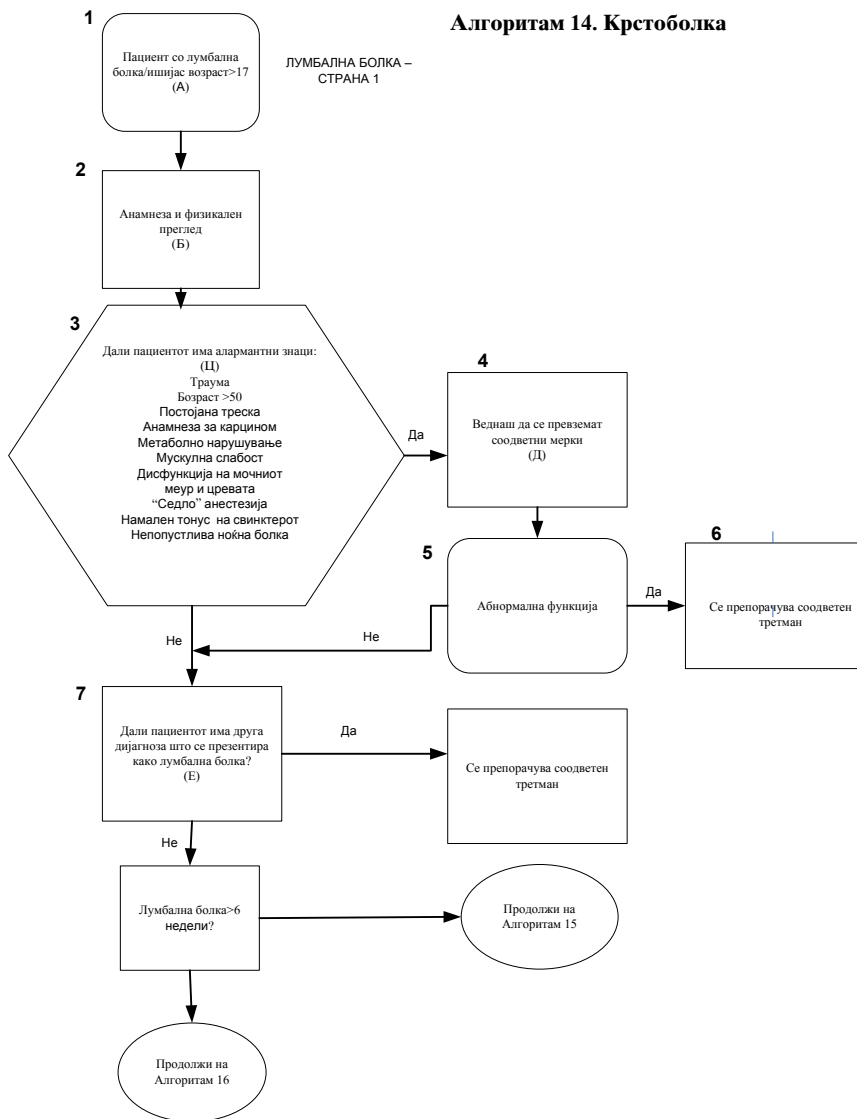 Алгоритам 14. Крстоболка
1
Пациент со лумбална
болка/ишијас возраст>17
(А)
ЛУМБАЛНА БОЛКА –
СТРАНА 1
2
Анамнеза и физикален
преглед
(Б)
3
Дали пациентот има алармантни знаци:
(Ц)
Траума
Возраст >50
Постојана треска
Анамнеза за карцином
Метаболно нарушување
Мускулна слабост
Дисфункција на мочниот
меур и цревата
“Седло” анестезија
Намален тонус на свинктерот
Непопустлива ноќна болка
Да
4
Веднаш да се превземат
соодветни мерки
(Д)
5
Абнормална функција
Да
6
Се препорачува соодветен
третман
Не
Не
7
Дали пациентот има друга
дијагноза што се презентира
како лумбална болка?
(Е)
Да
Се препорачува соодветен
третман
Не
Лумбална болка>6
недели?
Продолжи на
Алгоритам 15
Продолжи на
Алгоритам 16